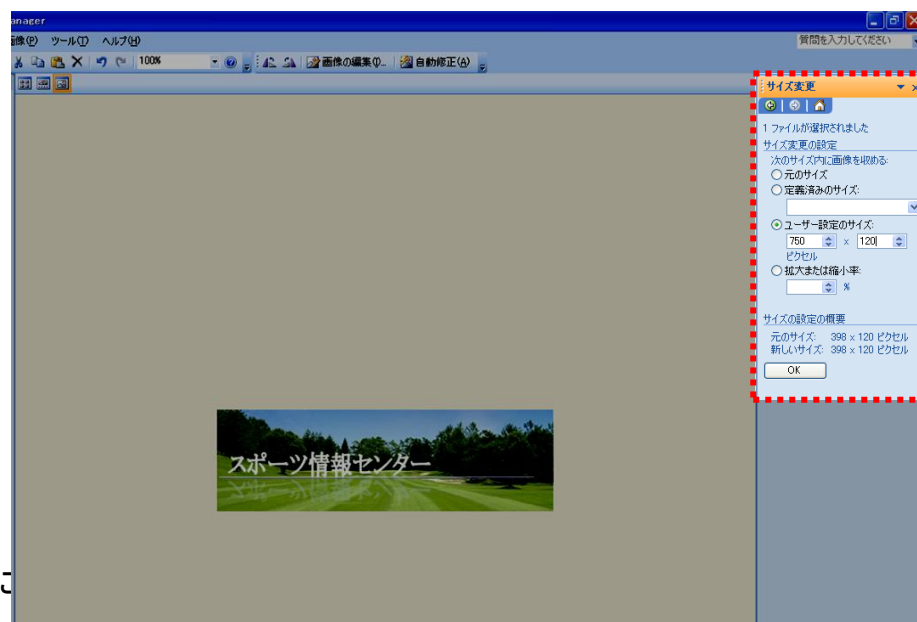 anager
画像(P) ツール(T) ヘルプ(H) 質問を入力してください
100% 画像の編集(I)... 自動修正(A)
サイズ変更
1 ファイルが選択されました
サイズ変更の設定
次のサイズ内に画像を収める:
元のサイズ
定義済みのサイズ:
ユーザー設定のサイズ:
750 x 120
ピクセル
拡大または縮小率:
%
サイズの設定の概要
元のサイズ: 398 x 120 ピクセル
新しいサイズ: 398 x 120 ピクセル
OK
スポーツ情報センター